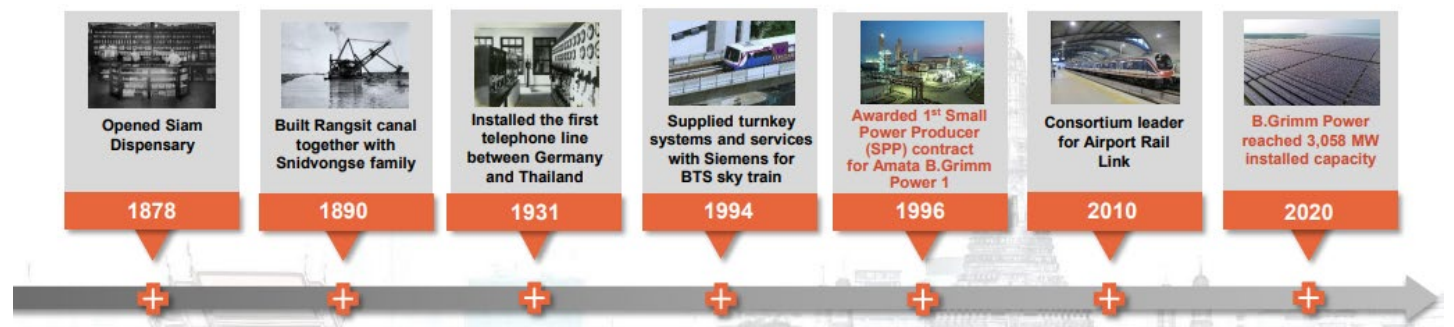 Opened Siam
Dispensary
1878
Built Rangsit canal
together with
Snidvongse family
1890
Installed the first
telephone line
between Germany
and Thailand
1931
Supplied turnkey
systems and services
with Siemens for
BTS sky train
1994
Awarded 1st Small
Power Producer
(SPP) contract
for Amata B.Grimm
Power 1
1996
Consortium leader
for Airport Rail
Link
2010
B.Grimm Power
reached 3,058 MW
installed capacity
2020